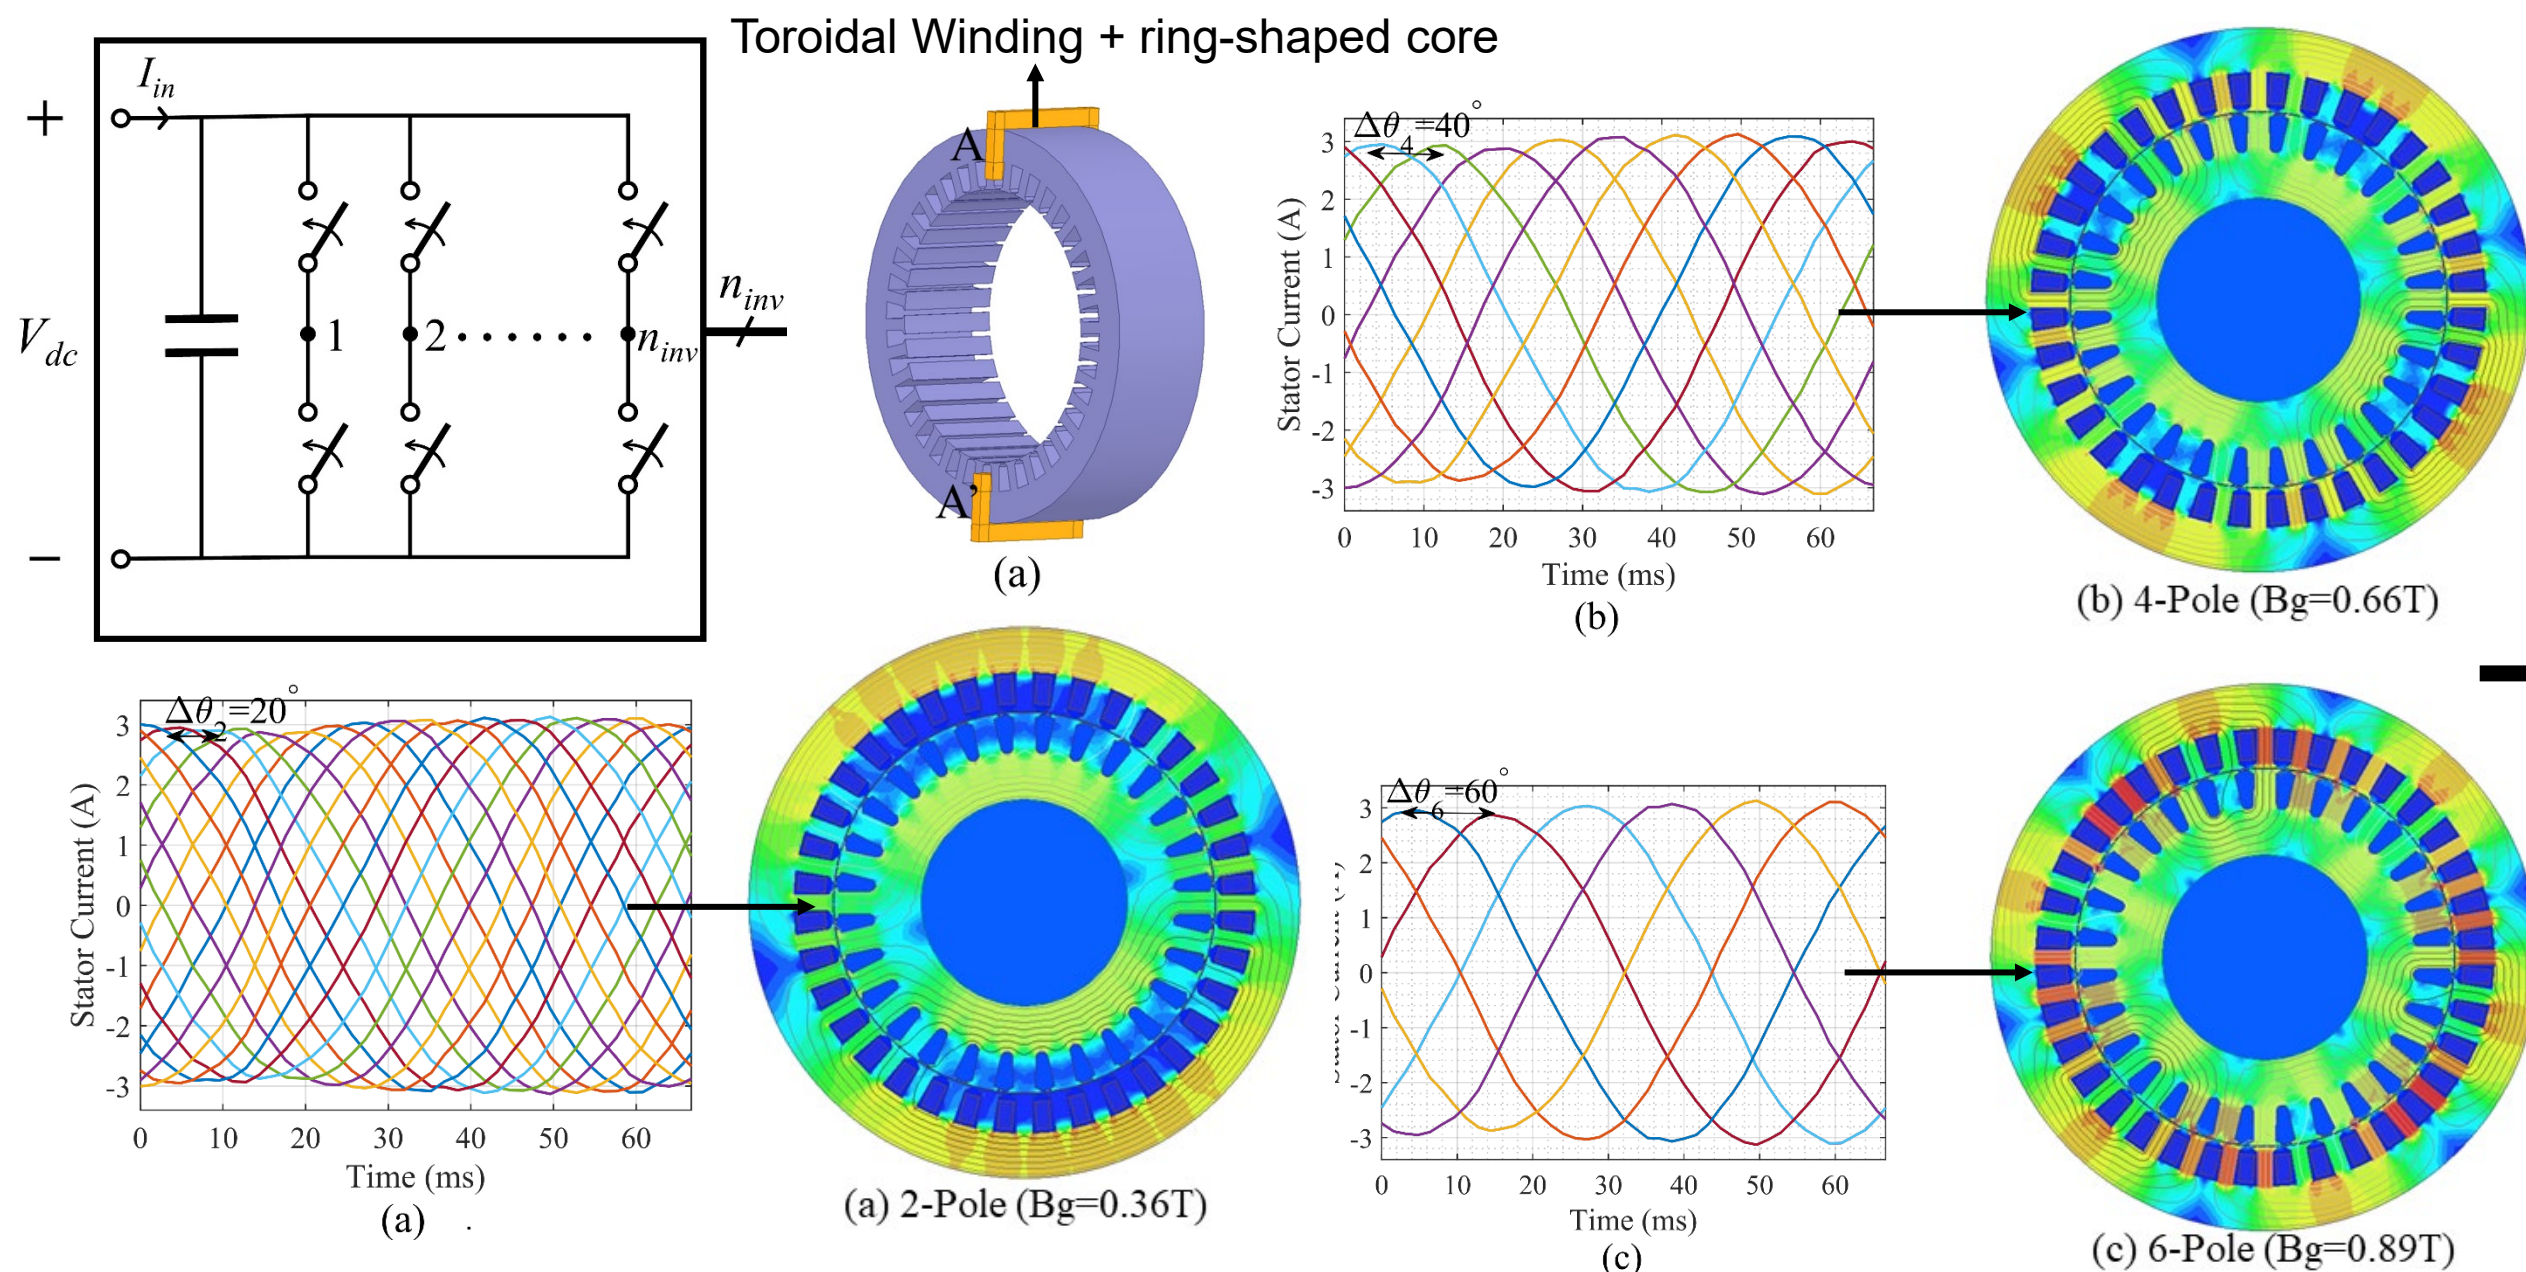 Toroidal Winding + ring-shaped core
I_in
+
V_dc
−
1
2
n_inv
n_inv
A
A'
(a)
Δθ_4=40°
Stator Current (A)
3
2
1
0
-1
-2
-3
0 10 20 30 40 50 60
Time (ms)
(b)
(b) 4-Pole (Bg=0.66T)
Δθ_2=20°
Stator Current (A)
3
2
1
0
-1
-2
-3
0 10 20 30 40 50 60
Time (ms)
(a) .
(a) 2-Pole (Bg=0.36T)
Δθ_6=60°
3
2
1
0
-1
-2
-3
0 10 20 30 40 50 60
Time (ms)
(c)
(c) 6-Pole (Bg=0.89T)